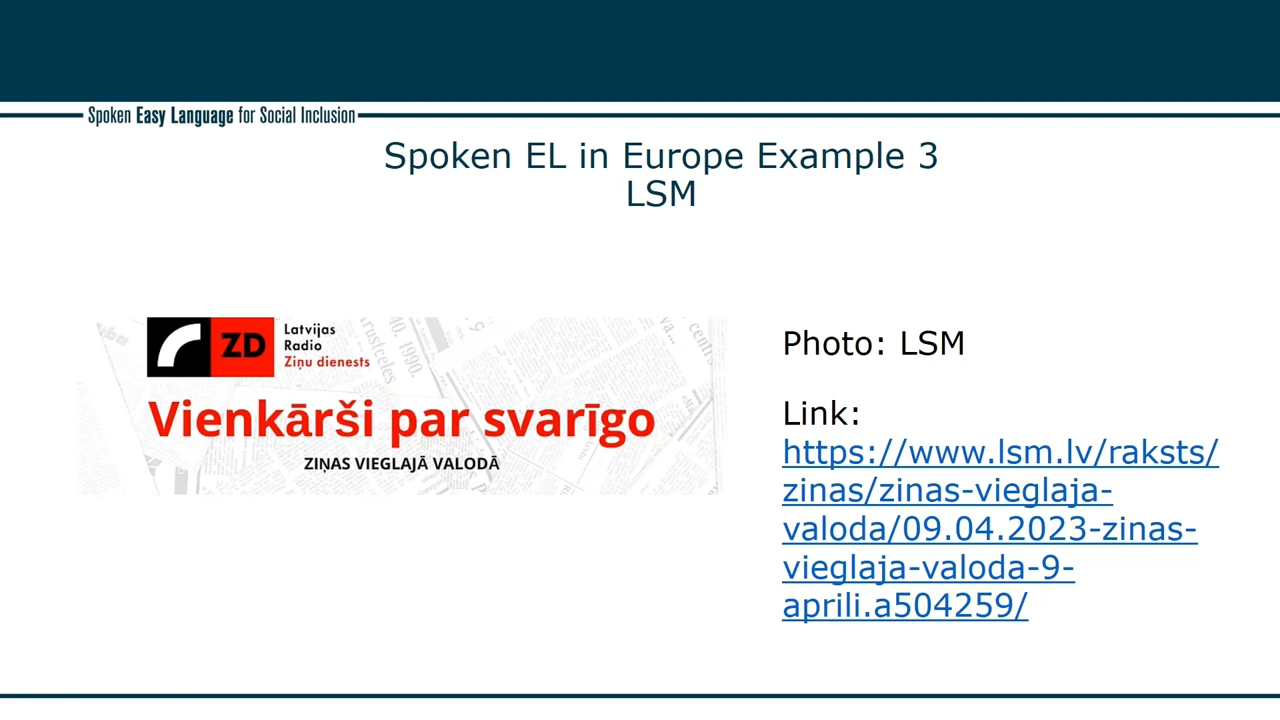 Spoken Easy Language for Social Inclusion
Spoken EL in Europe Example 3
LSM
ZD
Latvijas
Radio
Ziņu dienests
Vienkārši par svarīgo
ZIŅAS VIEGLAJĀ VALODĀ
Photo: LSM
Link:
https://www.lsm.lv/raksts/
zinas/zinas-vieglaja-
valoda/09.04.2023-zinas-
vieglaja-valoda-9-
aprili.a504259/